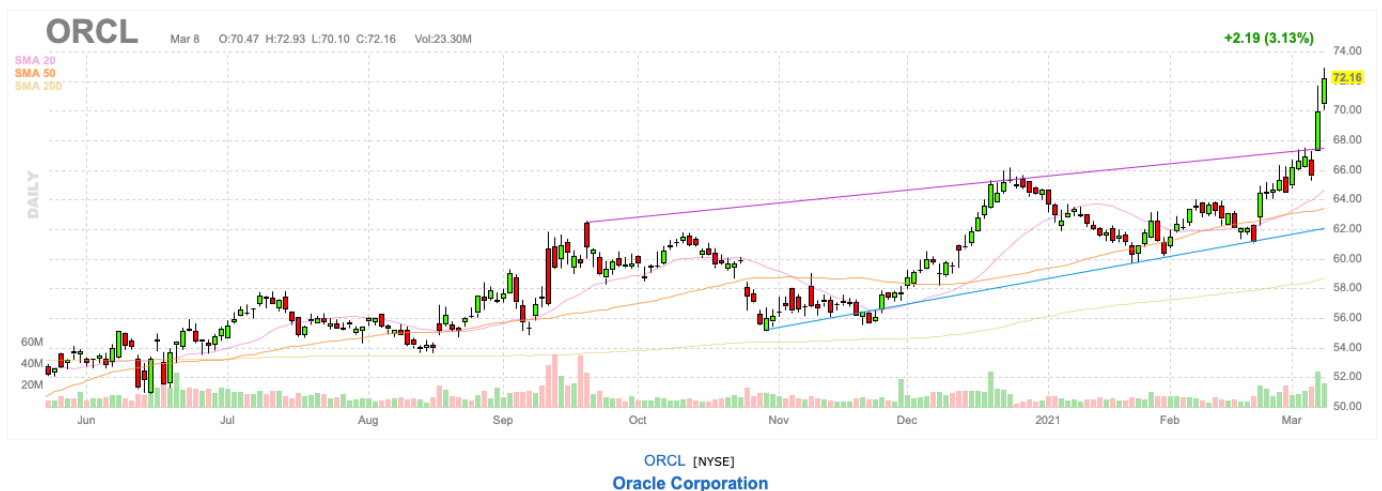 ORCL Mar 8 O:70.47 H:72.93 L:70.10 C:72.16 Vol:23.30M +2.19 (3.13%)
SMA 20
SMA 50
SMA 200
DAILY
74.00
72.16
70.00
68.00
66.00
64.00
62.00
60.00
58.00
56.00
60M 54.00
40M
20M 52.00
50.00
Jun Jul Aug Sep Oct Nov Dec 2021 Feb Mar
ORCL [NYSE]
Oracle Corporation